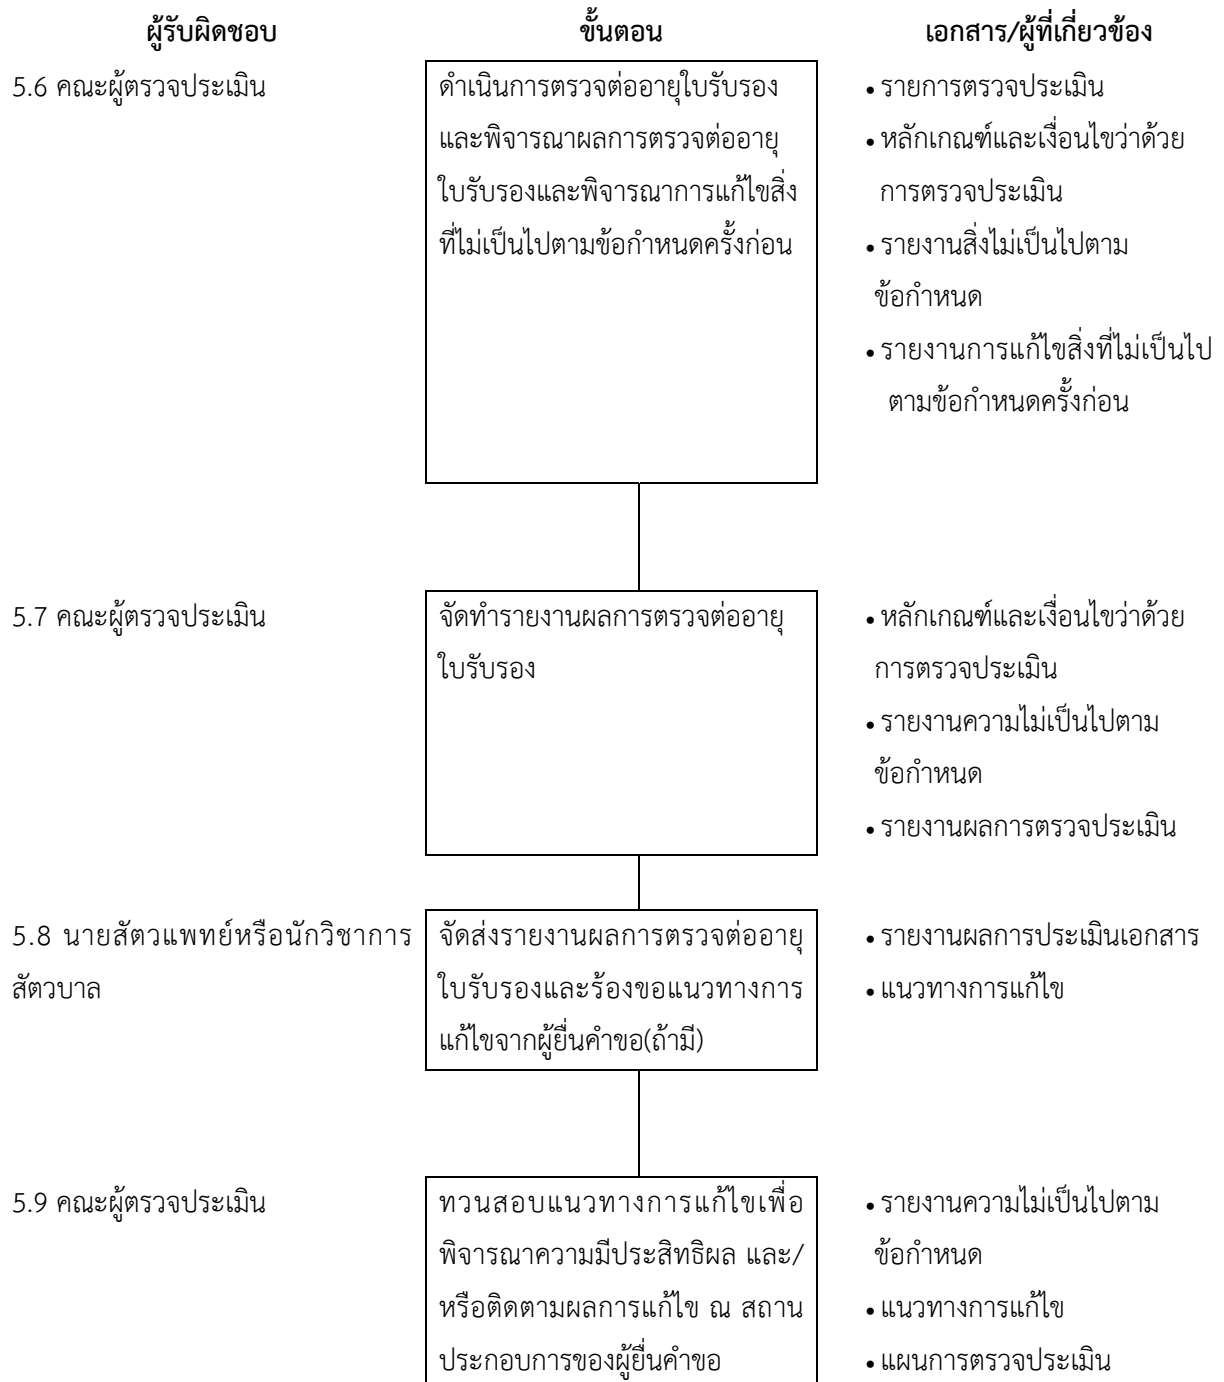 ผู้รับผิดชอบ
ขั้นตอน
เอกสาร/ผู้ที่เกี่ยวข้อง
5.6 คณะผู้ตรวจประเมิน
ดำเนินการตรวจต่ออายุใบรับรอง
และพิจารณาผลการตรวจต่ออายุ
ใบรับรองและพิจารณาการแก้ไขสิ่ง
ที่ไม่เป็นไปตามข้อกำหนดครั้งก่อน
• รายการตรวจประเมิน
• หลักเกณฑ์และเงื่อนไขว่าด้วย
การตรวจประเมิน
• รายงานสิ่งไม่เป็นไปตาม
ข้อกำหนด
• รายงานการแก้ไขสิ่งที่ไม่เป็นไป
ตามข้อกำหนดครั้งก่อน
5.7 คณะผู้ตรวจประเมิน
จัดทำรายงานผลการตรวจต่ออายุ
ใบรับรอง
• หลักเกณฑ์และเงื่อนไขว่าด้วย
การตรวจประเมิน
• รายงานความไม่เป็นไปตาม
ข้อกำหนด
• รายงานผลการตรวจประเมิน
5.8 นายสัตวแพทย์หรือนักวิชาการ
สัตวบาล
จัดส่งรายงานผลการตรวจต่ออายุ
ใบรับรองและร้องขอแนวทางการ
แก้ไขจากผู้ยื่นคำขอ(ถ้ามี)
• รายงานผลการประเมินเอกสาร
• แนวทางการแก้ไข
5.9 คณะผู้ตรวจประเมิน
ทวนสอบแนวทางการแก้ไขเพื่อ
พิจารณาความมีประสิทธิผล และ/
หรือติดตามผลการแก้ไข ณ สถาน
ประกอบการของผู้ยื่นคำขอ
• รายงานความไม่เป็นไปตาม
ข้อกำหนด
• แนวทางการแก้ไข
• แผนการตรวจประเมิน